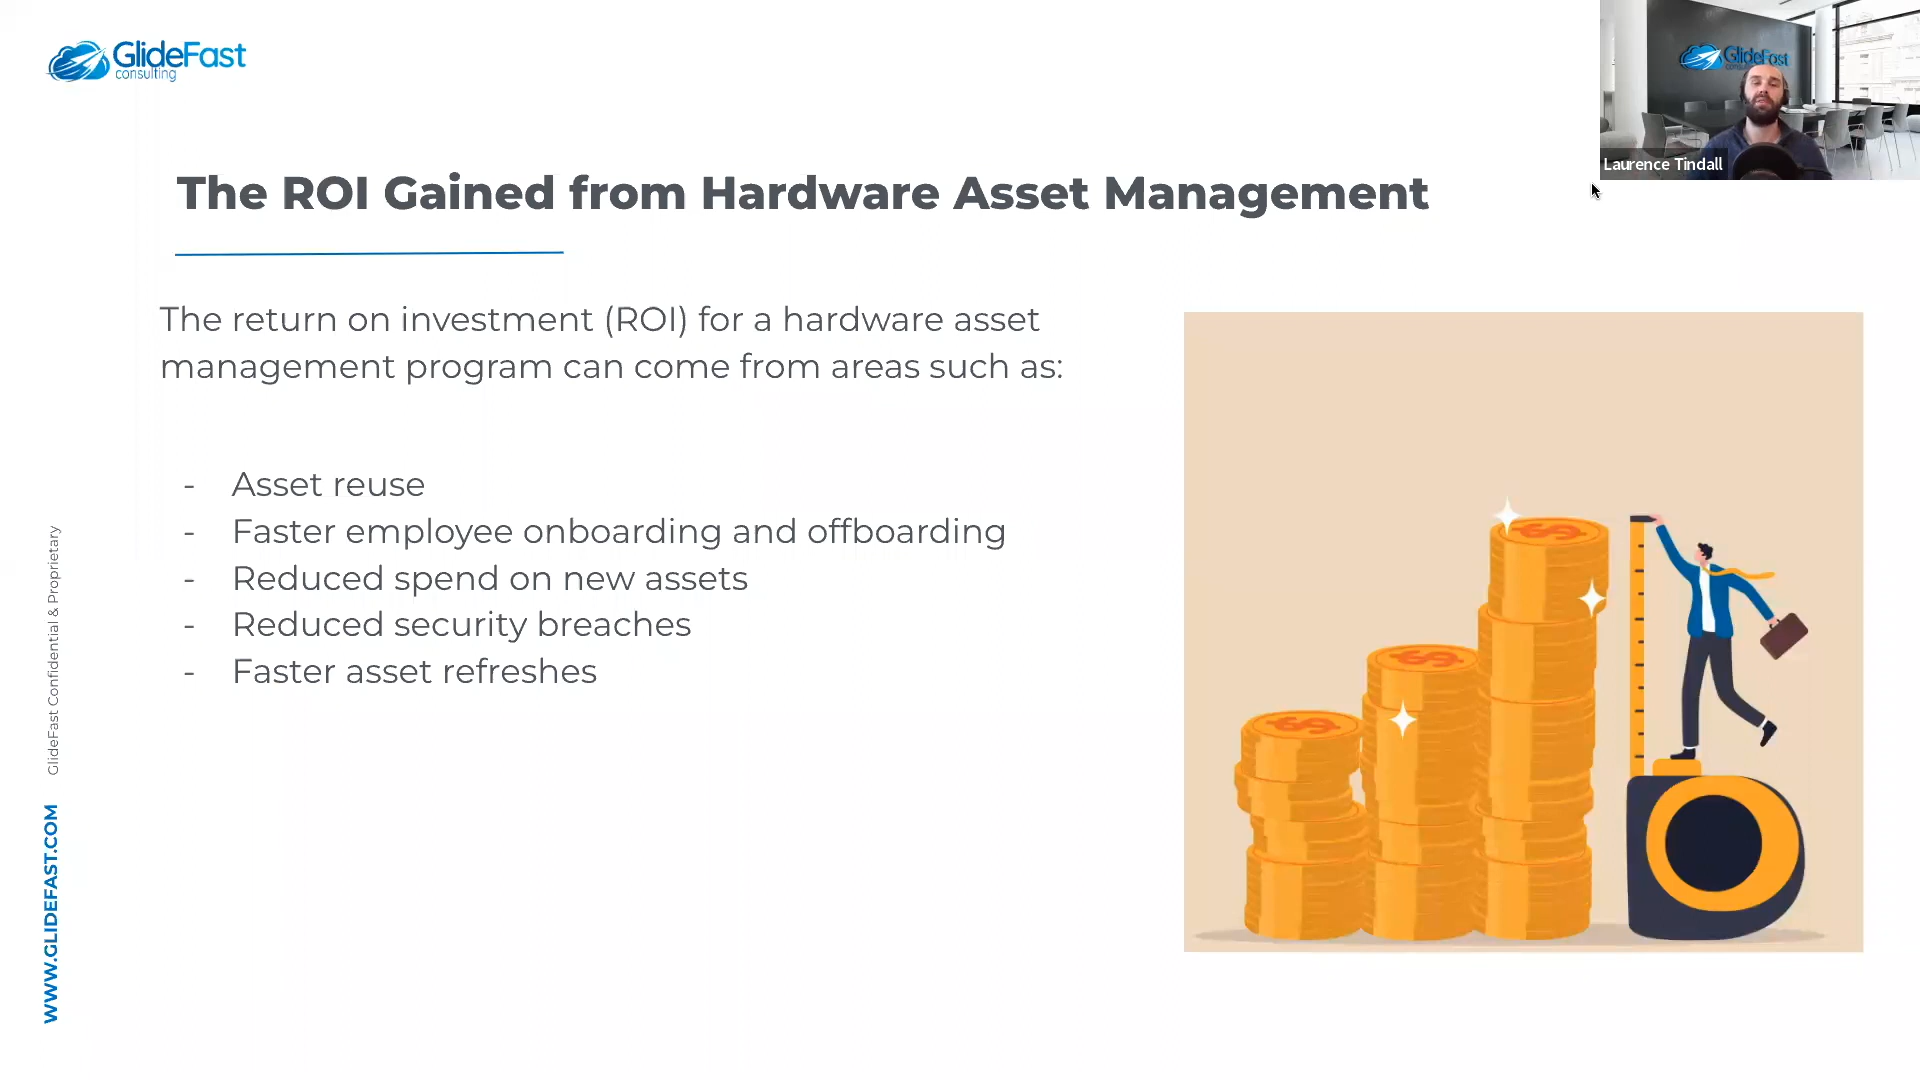 GlideFast
consulting
GlideFast
Laurence Tindall
The ROI Gained from Hardware Asset Management
The return on investment (ROI) for a hardware asset
management program can come from areas such as:
- Asset reuse
- Faster employee onboarding and offboarding
- Reduced spend on new assets
- Reduced security breaches
- Faster asset refreshes
GlideFast Confidential & Proprietary
WWW.GLIDEFAST.COM